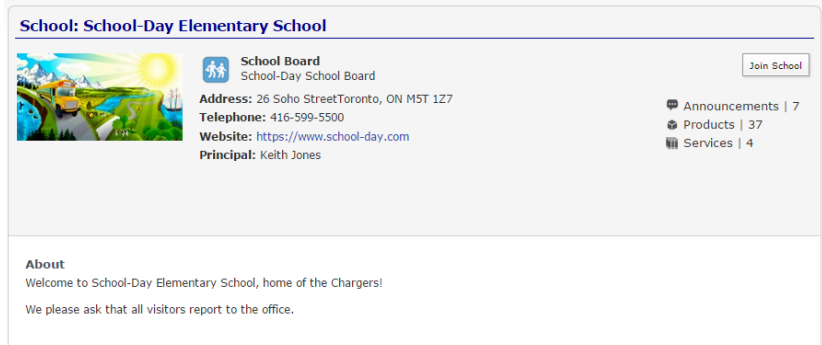 School: School-Day Elementary School
School Board
School-Day School Board
Address: 26 Soho StreetToronto, ON M5T 1Z7
Telephone: 416-599-5500
Website: https://www.school-day.com
Principal: Keith Jones
Join School
Announcements | 7
Products | 37
Services | 4
About
Welcome to School-Day Elementary School, home of the Chargers!
We please ask that all visitors report to the office.